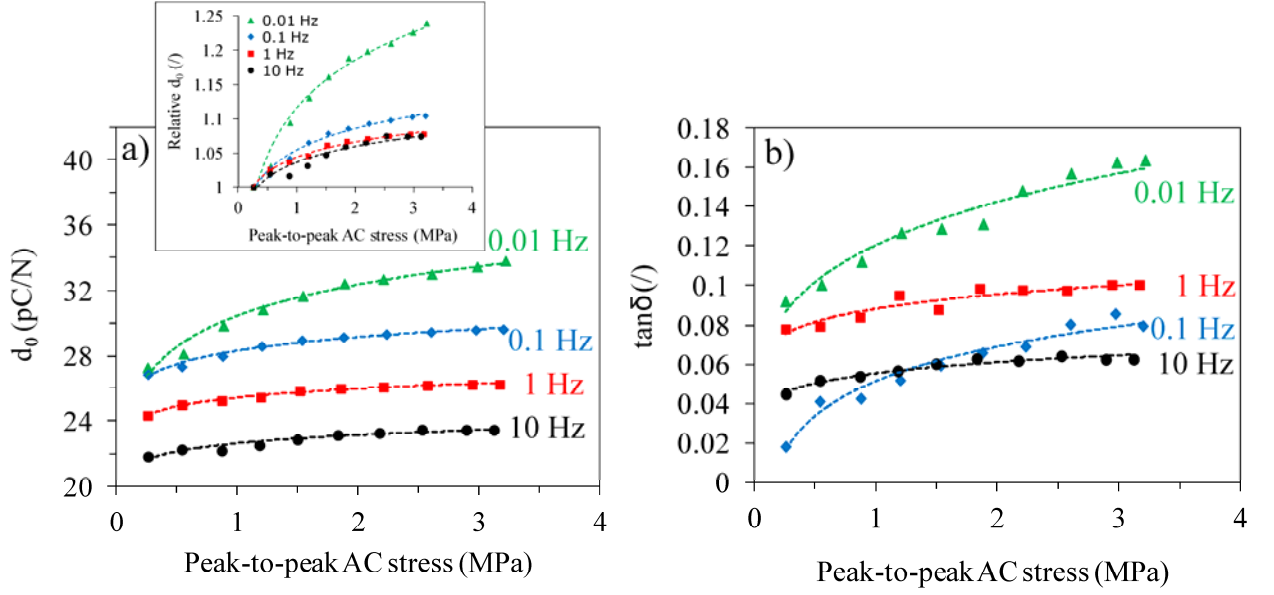 1.25
1.2
1.15
1.1
1.05
1
0 1 2 3 4
Relative d₀ (/)
Peak-to-peak AC stress (MPa)
0.01 Hz
0.1 Hz
1 Hz
10 Hz
a)
40
36
32
28
24
20
0 1 2 3 4
d₀ (pC/N)
Peak-to-peak AC stress (MPa)
0.01 Hz
0.1 Hz
1 Hz
10 Hz
b)
0.18
0.16
0.14
0.12
0.1
0.08
0.06
0.04
0.02
0
0 1 2 3 4
tanδ(/)
Peak-to-peak AC stress (MPa)
0.01 Hz
1 Hz
0.1 Hz
10 Hz